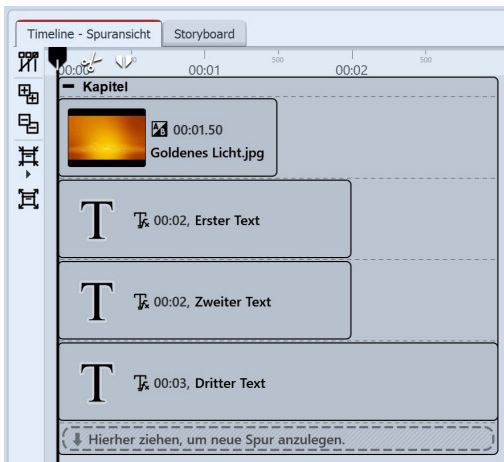 Timeline - Spuransicht
Storyboard
00:00
00:01
500
00:02
500
Kapitel
00:01.50
Goldenes Licht.jpg
T
00:02, Erster Text
T
00:02, Zweiter Text
T
00:03, Dritter Text
Hierher ziehen, um neue Spur anzulegen.